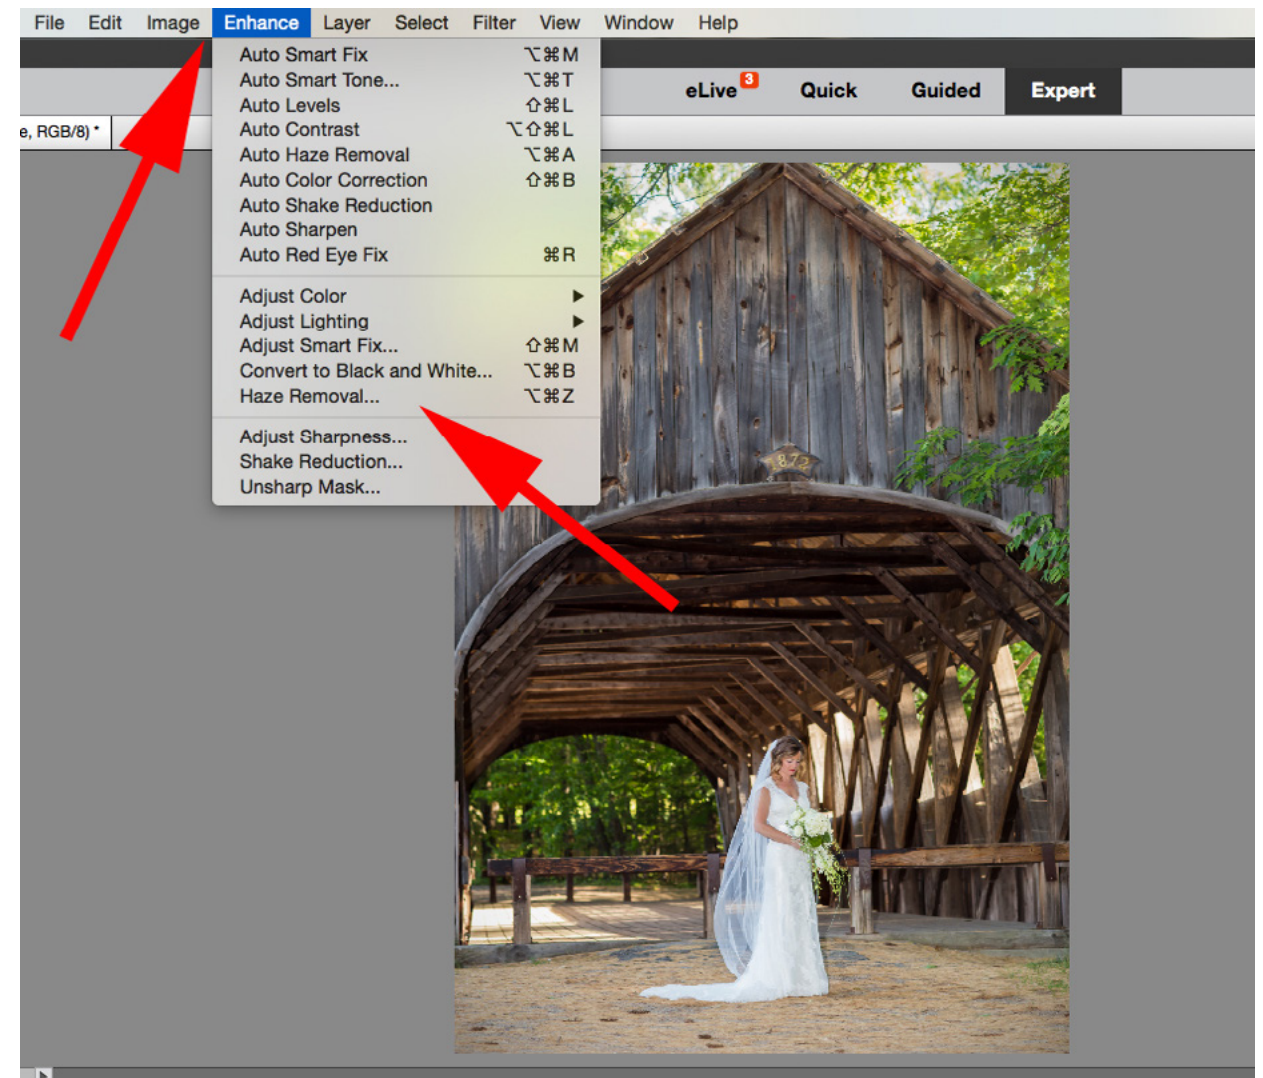 File Edit Image Enhance Layer Select Filter View Window Help
Auto Smart Fix ⌥⌘M
Auto Smart Tone... ⌥⌘T
Auto Levels ⇧⌘L
Auto Contrast ⌥⇧⌘L
Auto Haze Removal ⌥⌘A
Auto Color Correction ⇧⌘B
Auto Shake Reduction
Auto Sharpen
Auto Red Eye Fix ⌘R
Adjust Color ▶
Adjust Lighting ▶
Adjust Smart Fix... ⇧⌘M
Convert to Black and White... ⌥⌘B
Haze Removal... ⌥⌘Z
Adjust Sharpness...
Shake Reduction...
Unsharp Mask...
eLive 3 Quick Guided Expert
e, RGB/8) *
1872